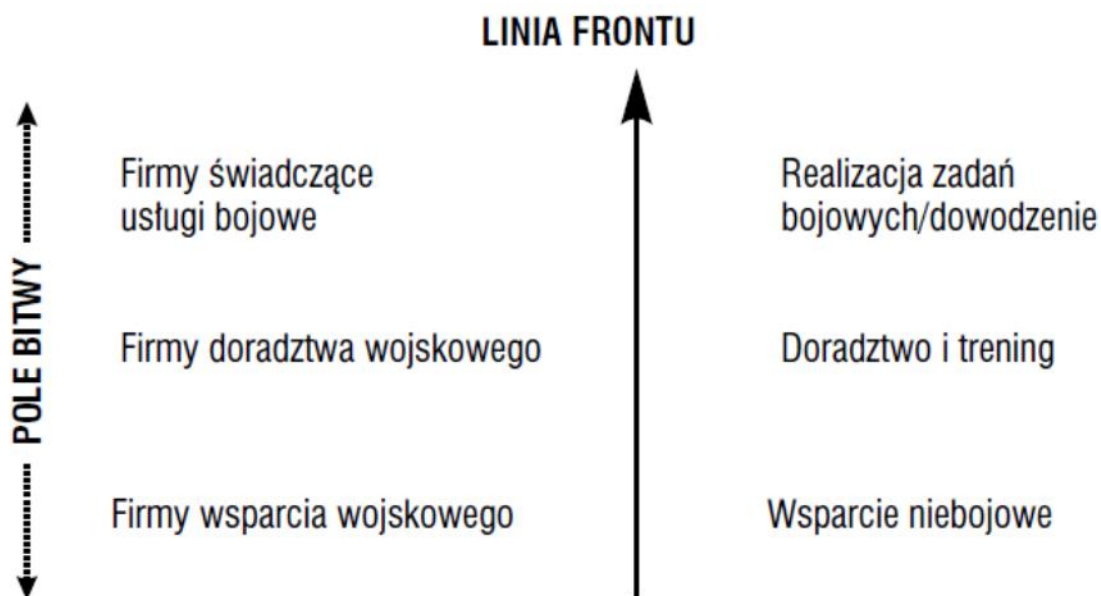 LINIA FRONTU
POLE BITWY
Firmy świadczące
usługi bojowe
Realizacja zadań
bojowych/dowodzenie
Firmy doradztwa wojskowego
Doradztwo i trening
Firmy wsparcia wojskowego
Wsparcie niebojowe